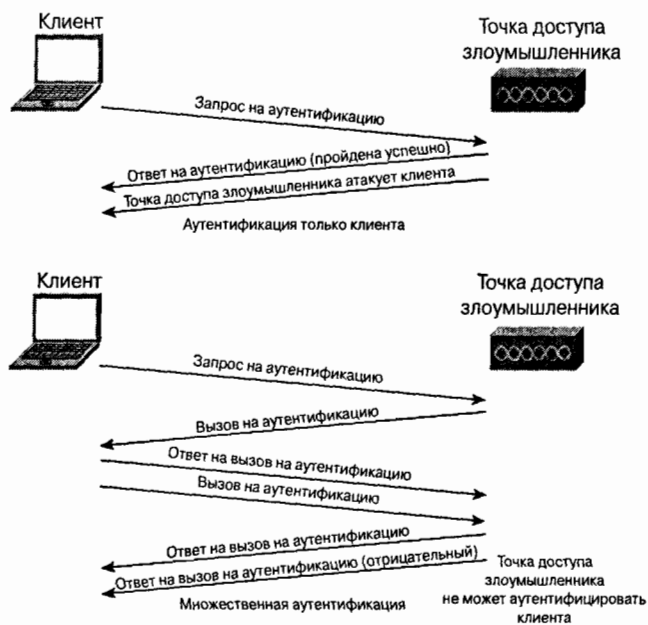 Клиент
Точка доступа
злоумышленника
Запрос на аутентификацию
Ответ на аутентификацию (пройдена успешно)
Точка доступа злоумышленника атакует клиента
Аутентификация только клиента
Клиент
Точка доступа
злоумышленника
Запрос на аутентификацию
Вызов на аутентификацию
Ответ на вызов на аутентификацию
Вызов на аутентификацию
Ответ на вызов на аутентификацию
Ответ на вызов на аутентификацию (отрицательный)
Множественная аутентификация
Точка доступа
злоумышленника
не может аутентифицировать
клиента